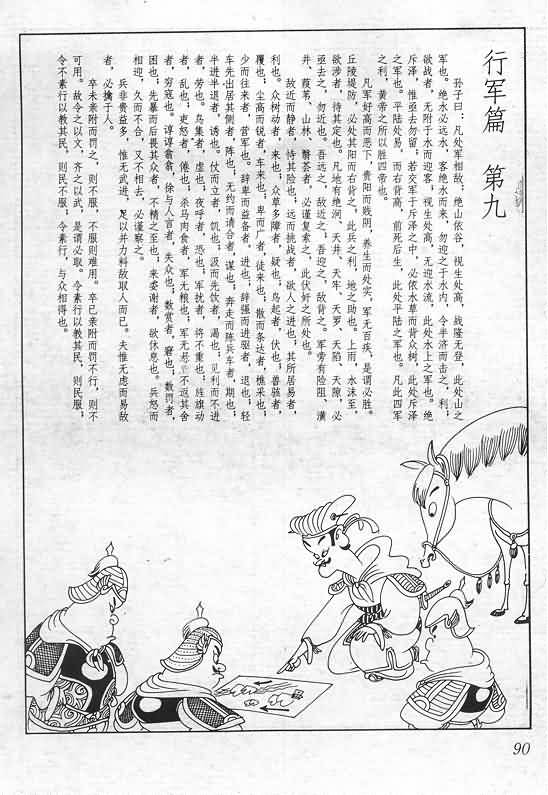 行军篇 第九
孙子曰：凡处军相敌：绝山依谷，视生处高，战隆无登，此处山之
军也。绝水必远水，客绝水而来，勿迎之于水内，令半济而击之，利；
欲战者，无附于水而迎客，视生处高，无迎水流，此处水上之军也。绝
斥泽，惟亟去勿留；若交军于斥泽之中，必依水草而背众树，此处斥泽
之军也。平陆处易，而右背高，前死后生，此处平陆之军也。凡此四军
之利，黄帝之所以胜四帝也。
凡军好高而恶下，贵阳而贱阴，养生而处实，军无百疾，是谓必胜。
丘陵堤防，必处其阳而右背之，此兵之利，地之助也。上雨，水沫至，
欲涉者，待其定也。凡地有绝涧、天井、天牢、天罗、天陷、天隙，必
亟去之，勿近也。吾远之，敌近之，吾迎之，敌背之。军旁有险阻、潢
井、葭苇、山林、翳荟者，必谨复索之，此伏奸之所处也。
敌近而静者，恃其险也；远而挑战者，欲人之进也；其所居易者，
利也。众树动者，来也；众草多障者，疑也；鸟起者，伏也；兽骇者，
覆也；尘高而锐者，车来也；卑而广者，徒来也；散而条达者，樵采也；
少而往来者，营军也。辞卑而益备者，进也；辞强而进驱者，退也；轻
车先出居其侧者，阵也；无约而请合者，谋也；奔走而陈兵车者，期也；
半进半退者，诱也。仗而立者，饥也；汲而先饮者，渴也；见利而不进
者，劳也。鸟集者，虚也；夜呼者，恐也；军扰者，将不重也；旌旗动
者，乱也；吏怒者，倦也；杀马肉食者，军无粮也；军无悬不返其舍
者，穷寇也。谆谆翕翕，徐与人言者，失众也；数赏者，窘也；数罚者，
困也；先暴而后畏其众者，不精之至也；来委谢者，欲休息也。兵怒而
相迎，久而不合，又不相去，必谨察之。
兵非贵益多，惟无武进，足以并力料敌取人而已。夫惟无虑而易敌
者，必擒于人。
卒未亲附而罚之，则不服，不服则难用。卒已亲附而罚不行，则不
可用。故令之以文，齐之以武，是谓必取。令素行以教其民，则民服；
令不素行以教其民，则民不服；令素行，与众相得也。
90